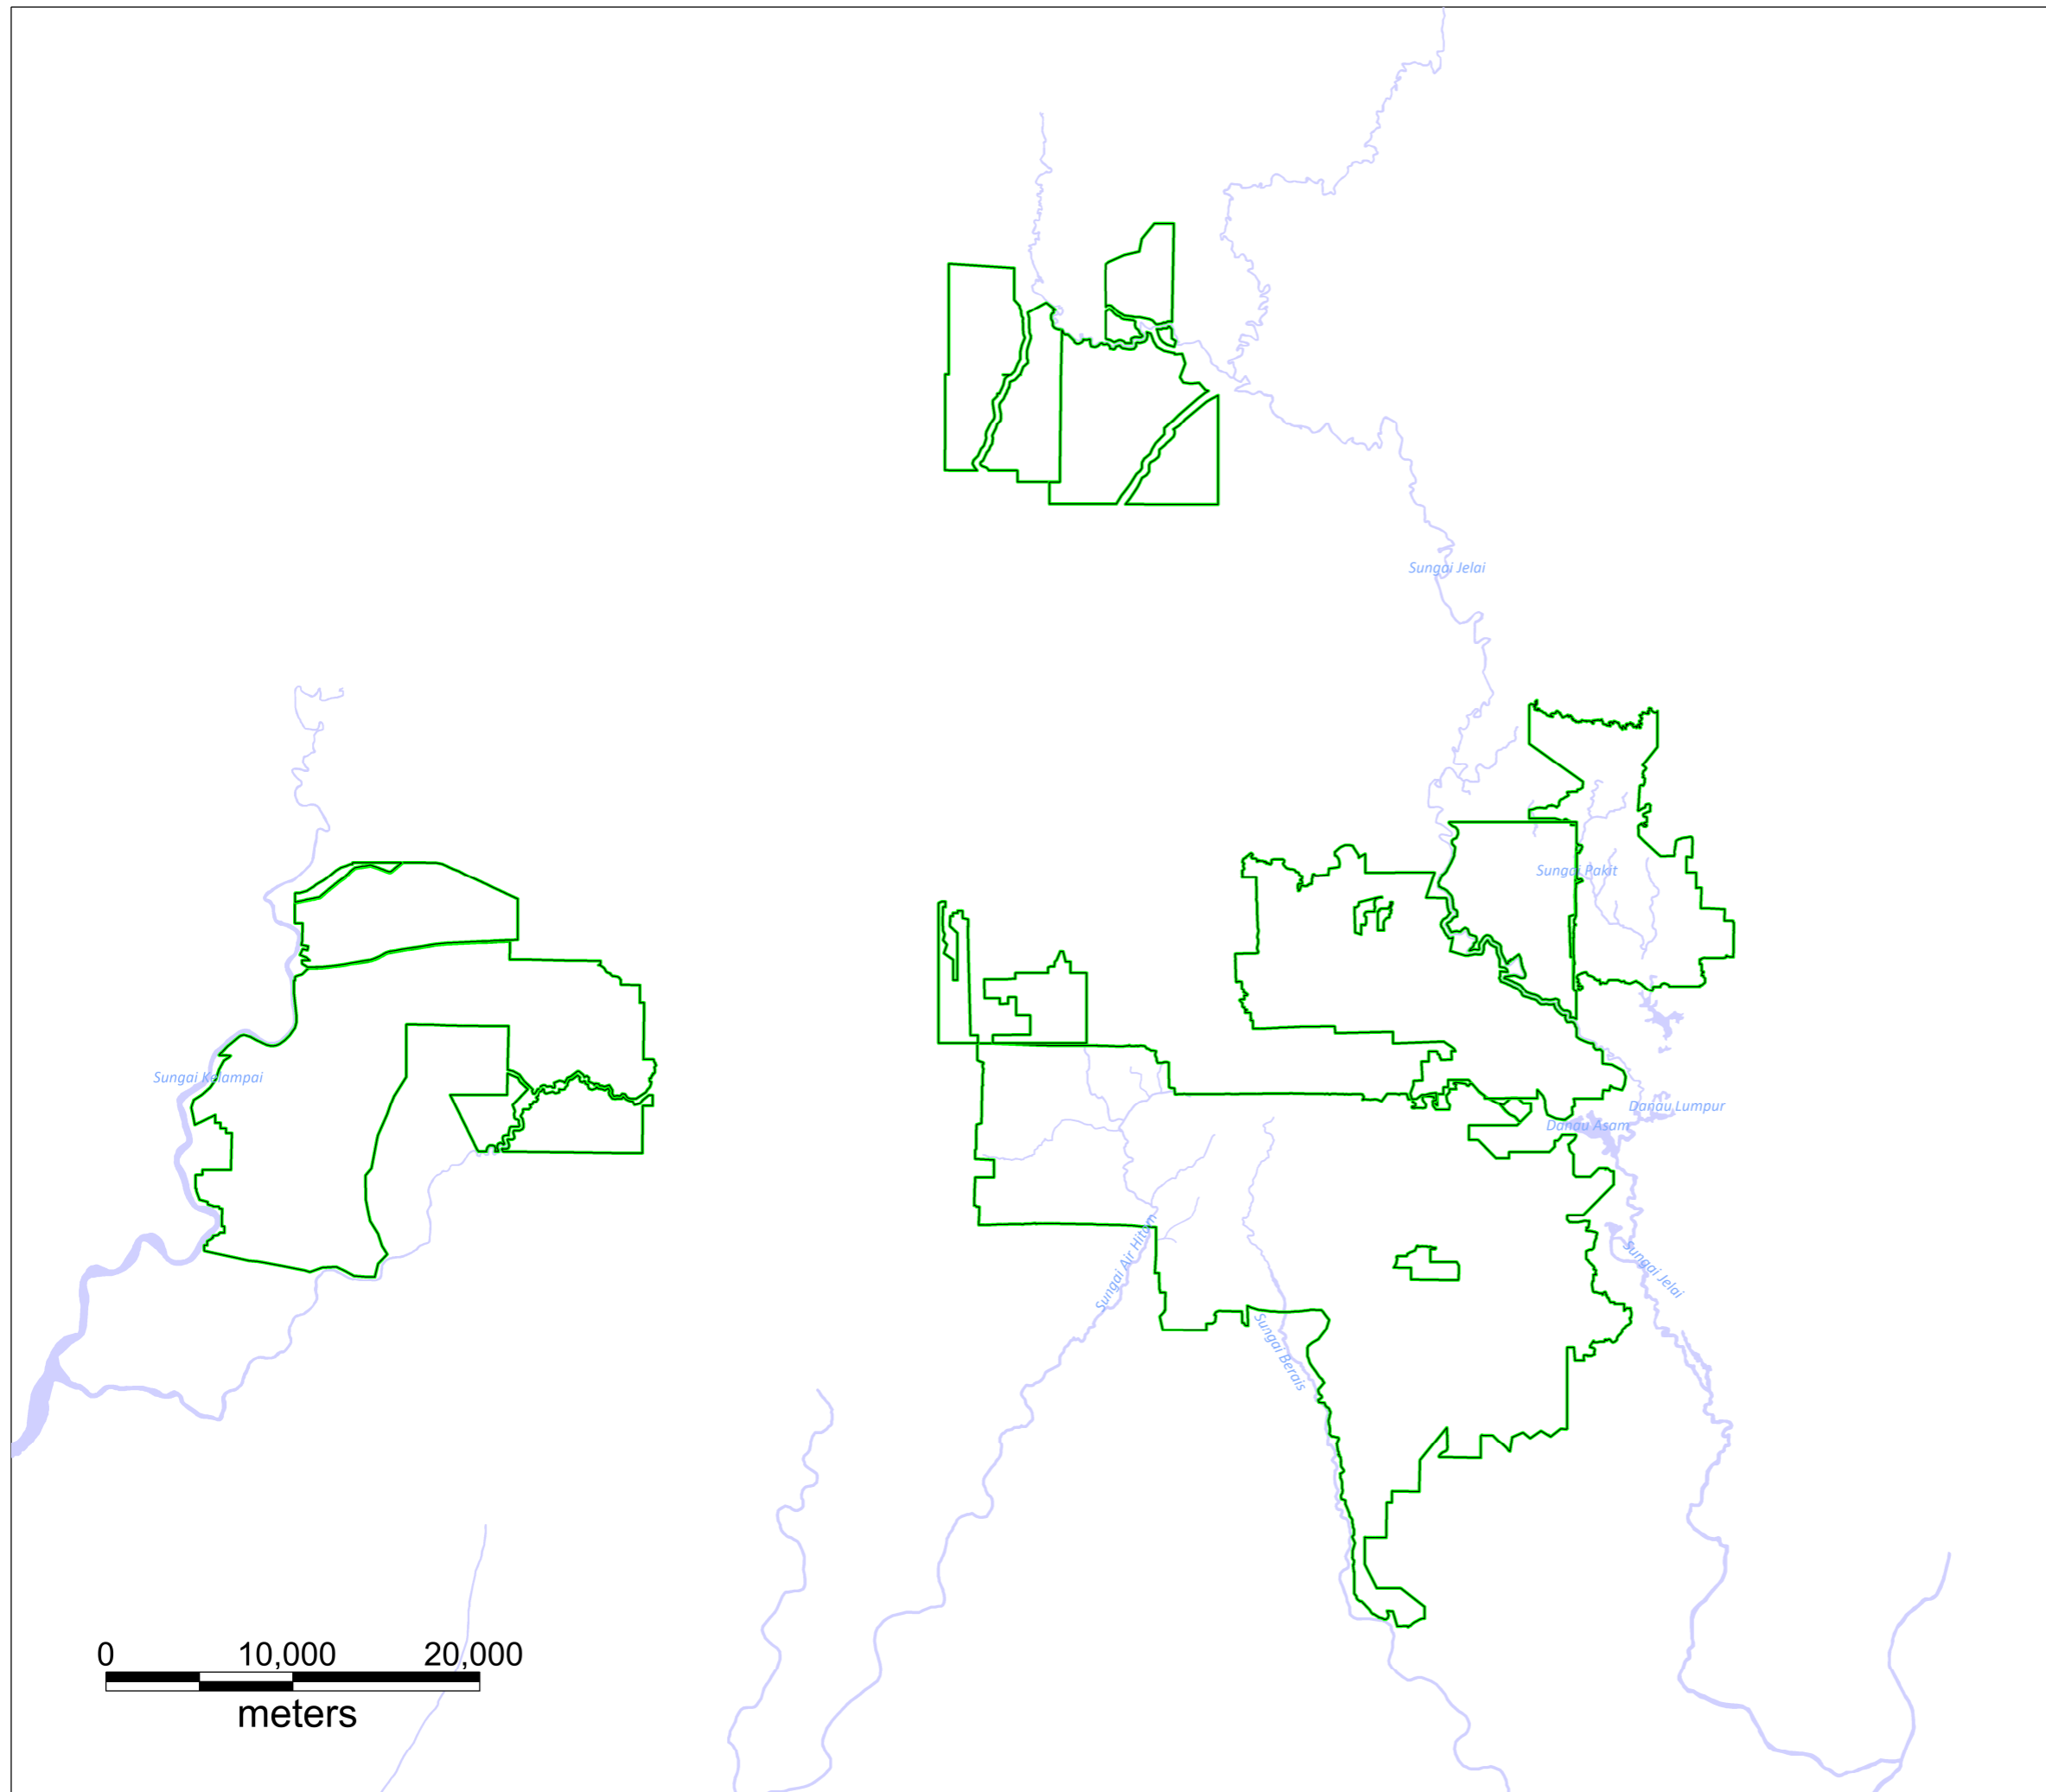 Sungai Jelai
Sungai Pakit
Sungai Kelampai
Danau Lumpur
Danau Asam
Sungai Air Hitam
Sungai Jelai
Sungai Berais
0 10,000 20,000
meters